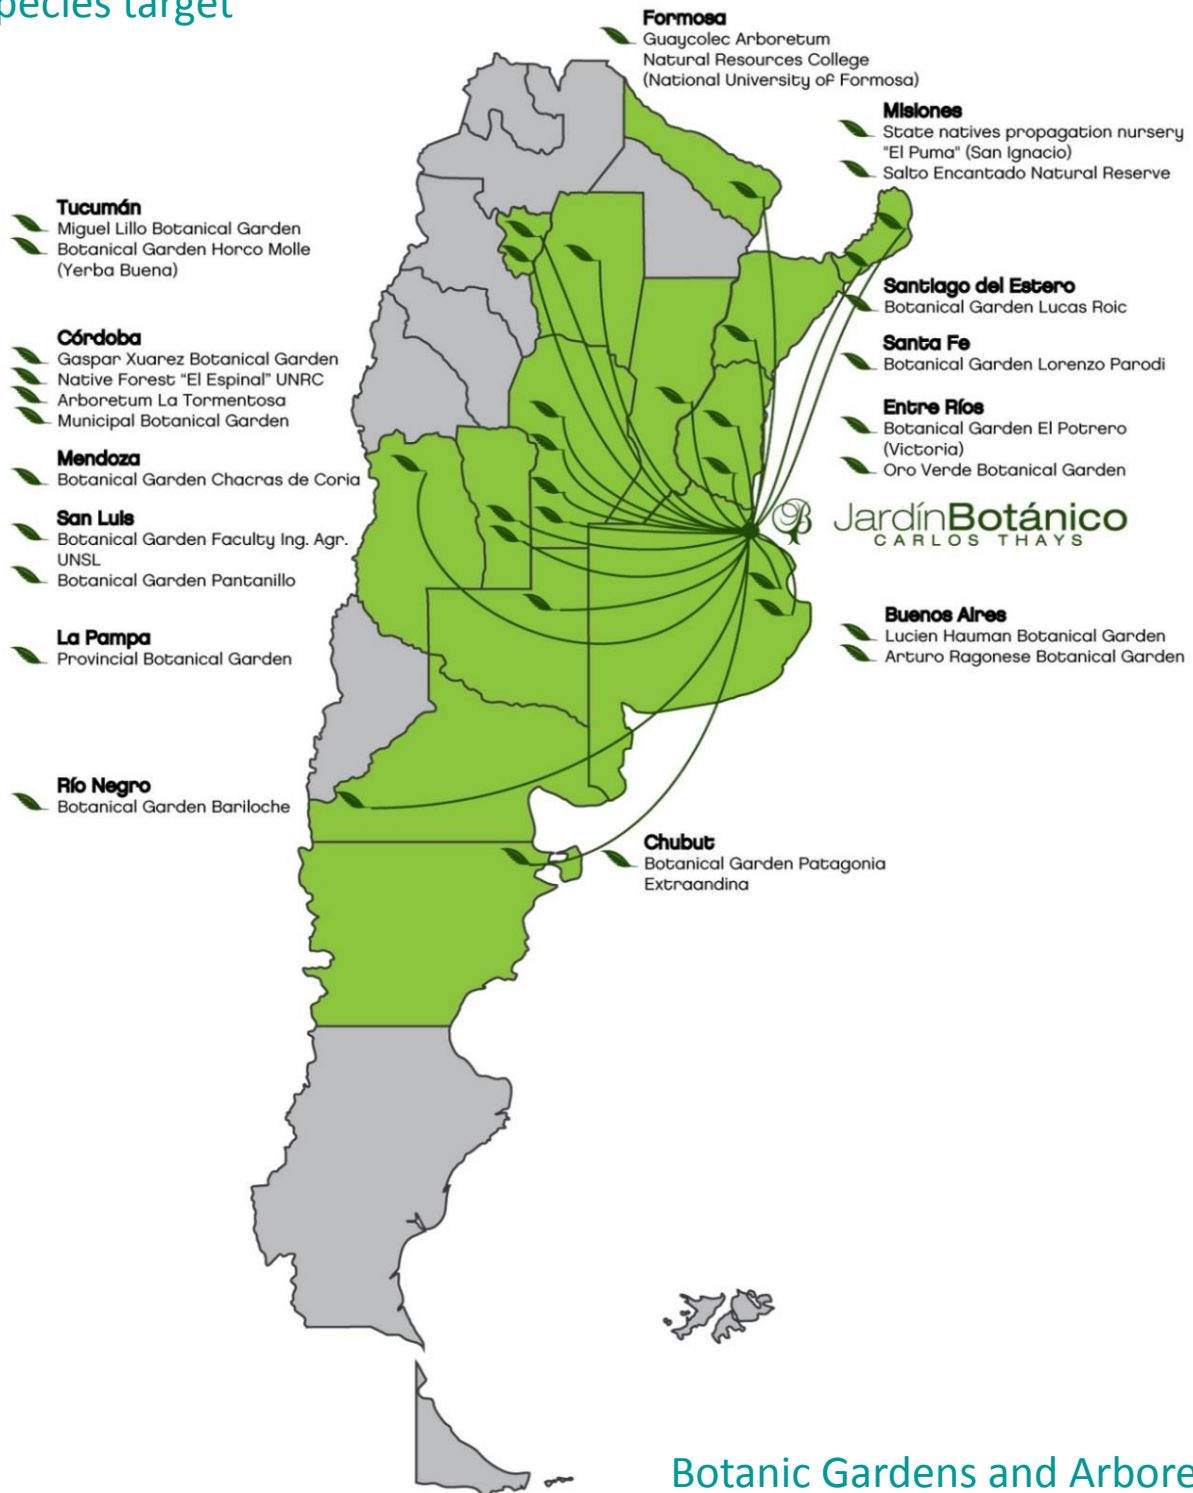 target
Formosa
Guaycolec Arboretum
Natural Resources College
(National University of Formosa)
Misiones
State natives propagation nursery
"El Puma" (San Ignacio)
Salto Encantado Natural Reserve
Tucumán
Miguel Lillo Botanical Garden
Botanical Garden Horco Molle
(Yerba Buena)
Santiago del Estero
Botanical Garden Lucas Roic
Córdoba
Gaspar Xuarez Botanical Garden
Native Forest "El Espinal" UNRC
Arboretum La Tormentosa
Municipal Botanical Garden
Santa Fe
Botanical Garden Lorenzo Parodi
Entre Ríos
Botanical Garden El Potrero
(Victoria)
Oro Verde Botanical Garden
Mendoza
Botanical Garden Chacras de Coria
San Luis
Botanical Garden Faculty Ing. Agr.
UNSL
Botanical Garden Pantanillo
B JardínBotánico
CARLOS THAYS
Buenos Aires
Lucien Hauman Botanical Garden
Arturo Ragonese Botanical Garden
La Pampa
Provincial Botanical Garden
Río Negro
Botanical Garden Bariloche
Chubut
Botanical Garden Patagonia
Extraandina
Botanic Gardens and Arbore